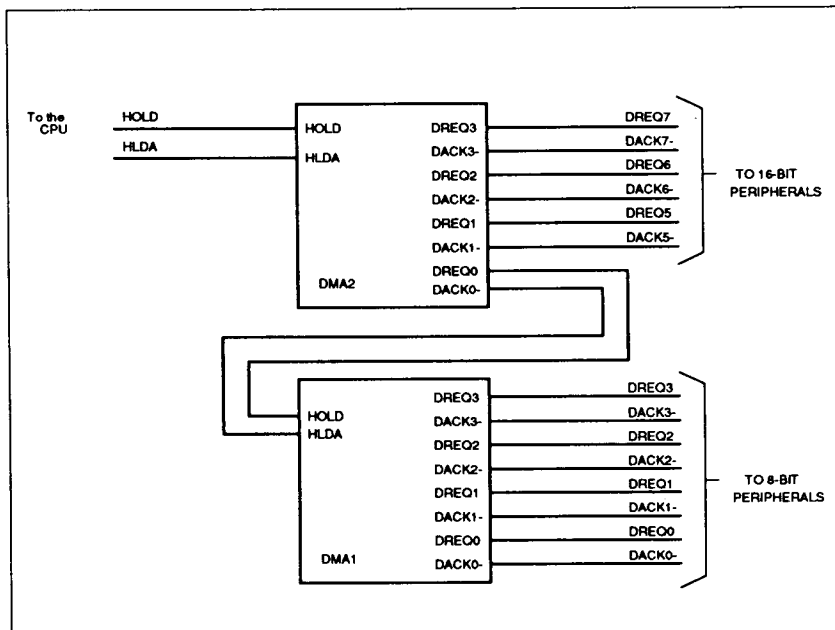 To the
CPU
HOLD
HLDA
HOLD
HLDA
DMA2
DREQ3
DACK3-
DREQ2
DACK2-
DREQ1
DACK1-
DREQ0
DACK0-
DREQ7
DACK7-
DREQ6
DACK6-
DREQ5
DACK5-
TO 16-BIT
PERIPHERALS
HOLD
HLDA
DMA1
DREQ3
DACK3-
DREQ2
DACK2-
DREQ1
DACK1-
DREQ0
DACK0-
DREQ3
DACK3-
DREQ2
DACK2-
DREQ1
DACK1-
DREQ0
DACK0-
TO 8-BIT
PERIPHERALS